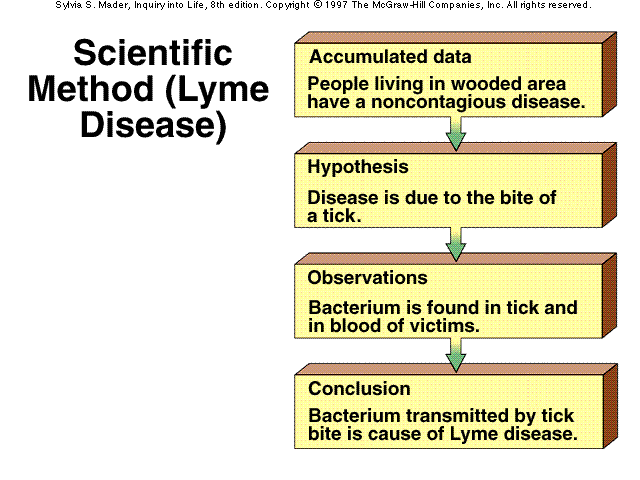 Sylvia S. Mader, Inquiry into Life, 8th edition. Copyright © 1997 The McGraw-Hill Companies, Inc. All rights reserved.
Scientific
Method (Lyme
Disease)
Accumulated data
People living in wooded area
have a noncontagious disease.
Hypothesis
Disease is due to the bite of
a tick.
Observations
Bacterium is found in tick and
in blood of victims.
Conclusion
Bacterium transmitted by tick
bite is cause of Lyme disease.